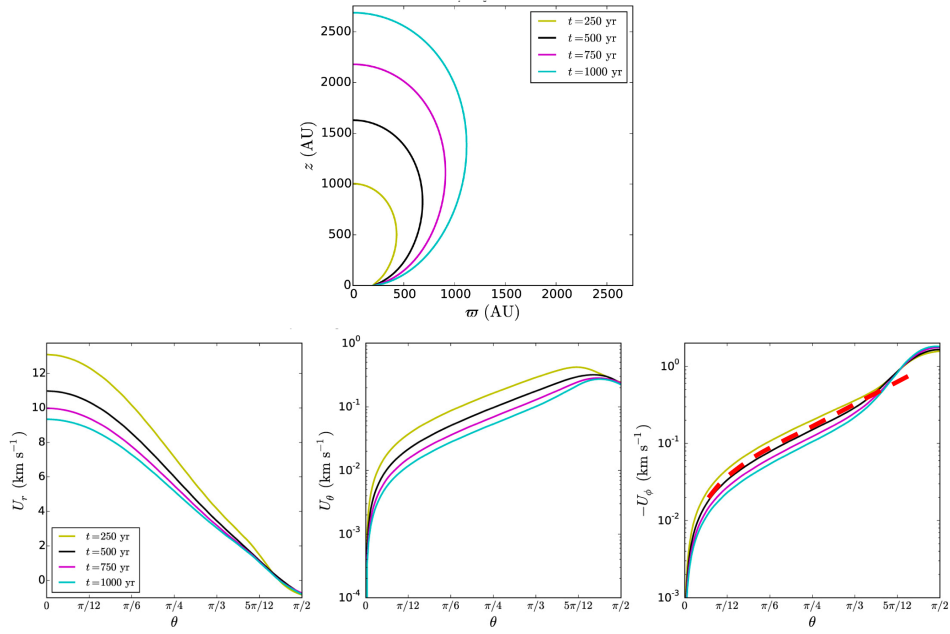 2500
2000
1500
1000
500
0
z (AU)
0 500 1000 1500 2000 2500
ϖ (AU)
t = 250 yr
t = 500 yr
t = 750 yr
t = 1000 yr
12
10
8
6
4
2
0
U_r (km s⁻¹)
t = 250 yr
t = 500 yr
t = 750 yr
t = 1000 yr
0 π/12 π/6 π/4 π/3 5π/12 π/2
θ
10⁰
10⁻¹
10⁻²
10⁻³
10⁻⁴
U_θ (km s⁻¹)
0 π/12 π/6 π/4 π/3 5π/12 π/2
θ
10⁰
10⁻¹
10⁻²
10⁻³
−U_ϕ (km s⁻¹)
0 π/12 π/6 π/4 π/3 5π/12 π/2
θ